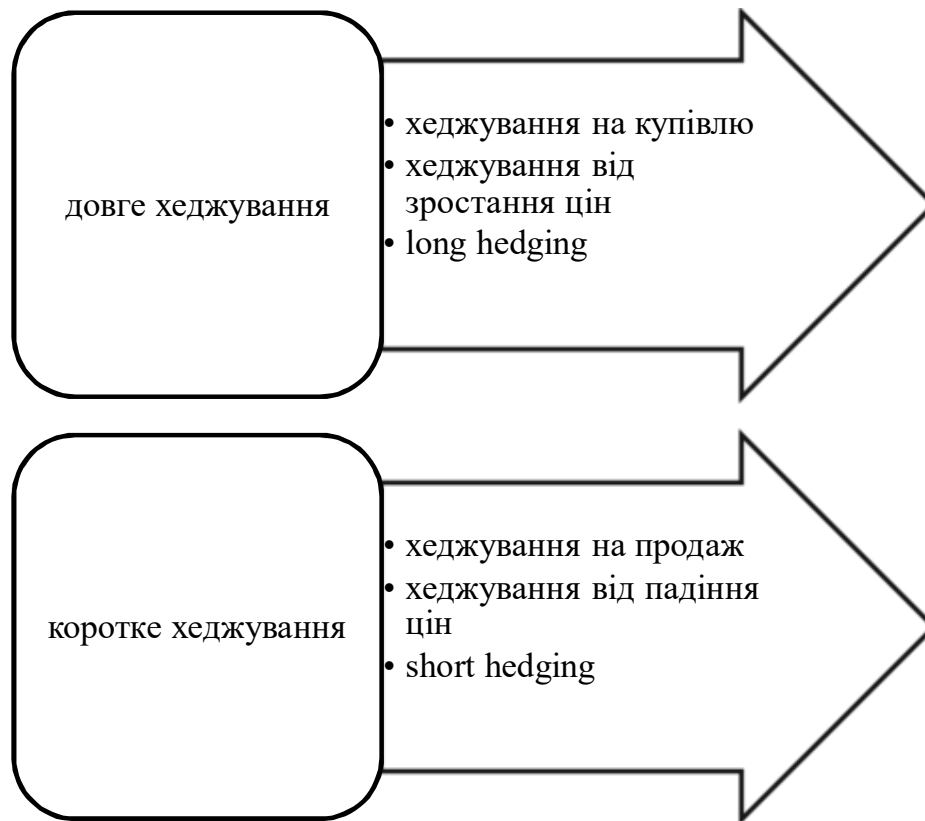 довге хеджування
• хеджування на купівлю
• хеджування від
зростання цін
• long hedging
коротке хеджування
• хеджування на продаж
• хеджування від падіння
цін
• short hedging